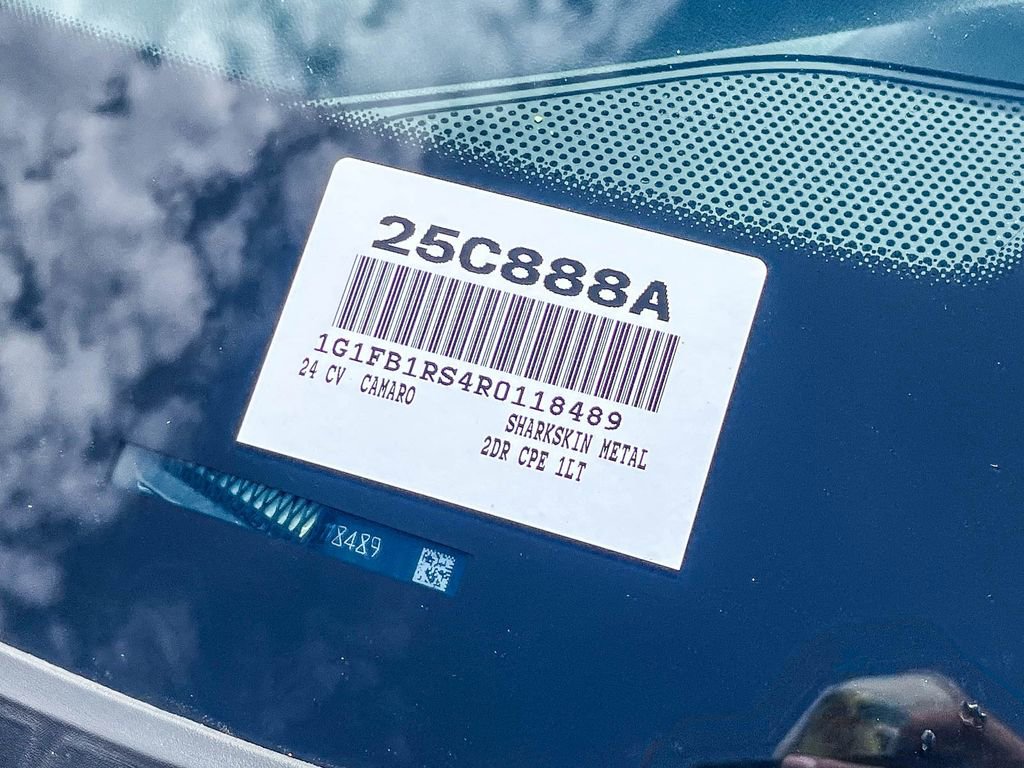 25C888A
1G1FB1RS4R0118489
24 CV CAMARO
SHARKSKIN METAL
2DR CPE 1LT
8489